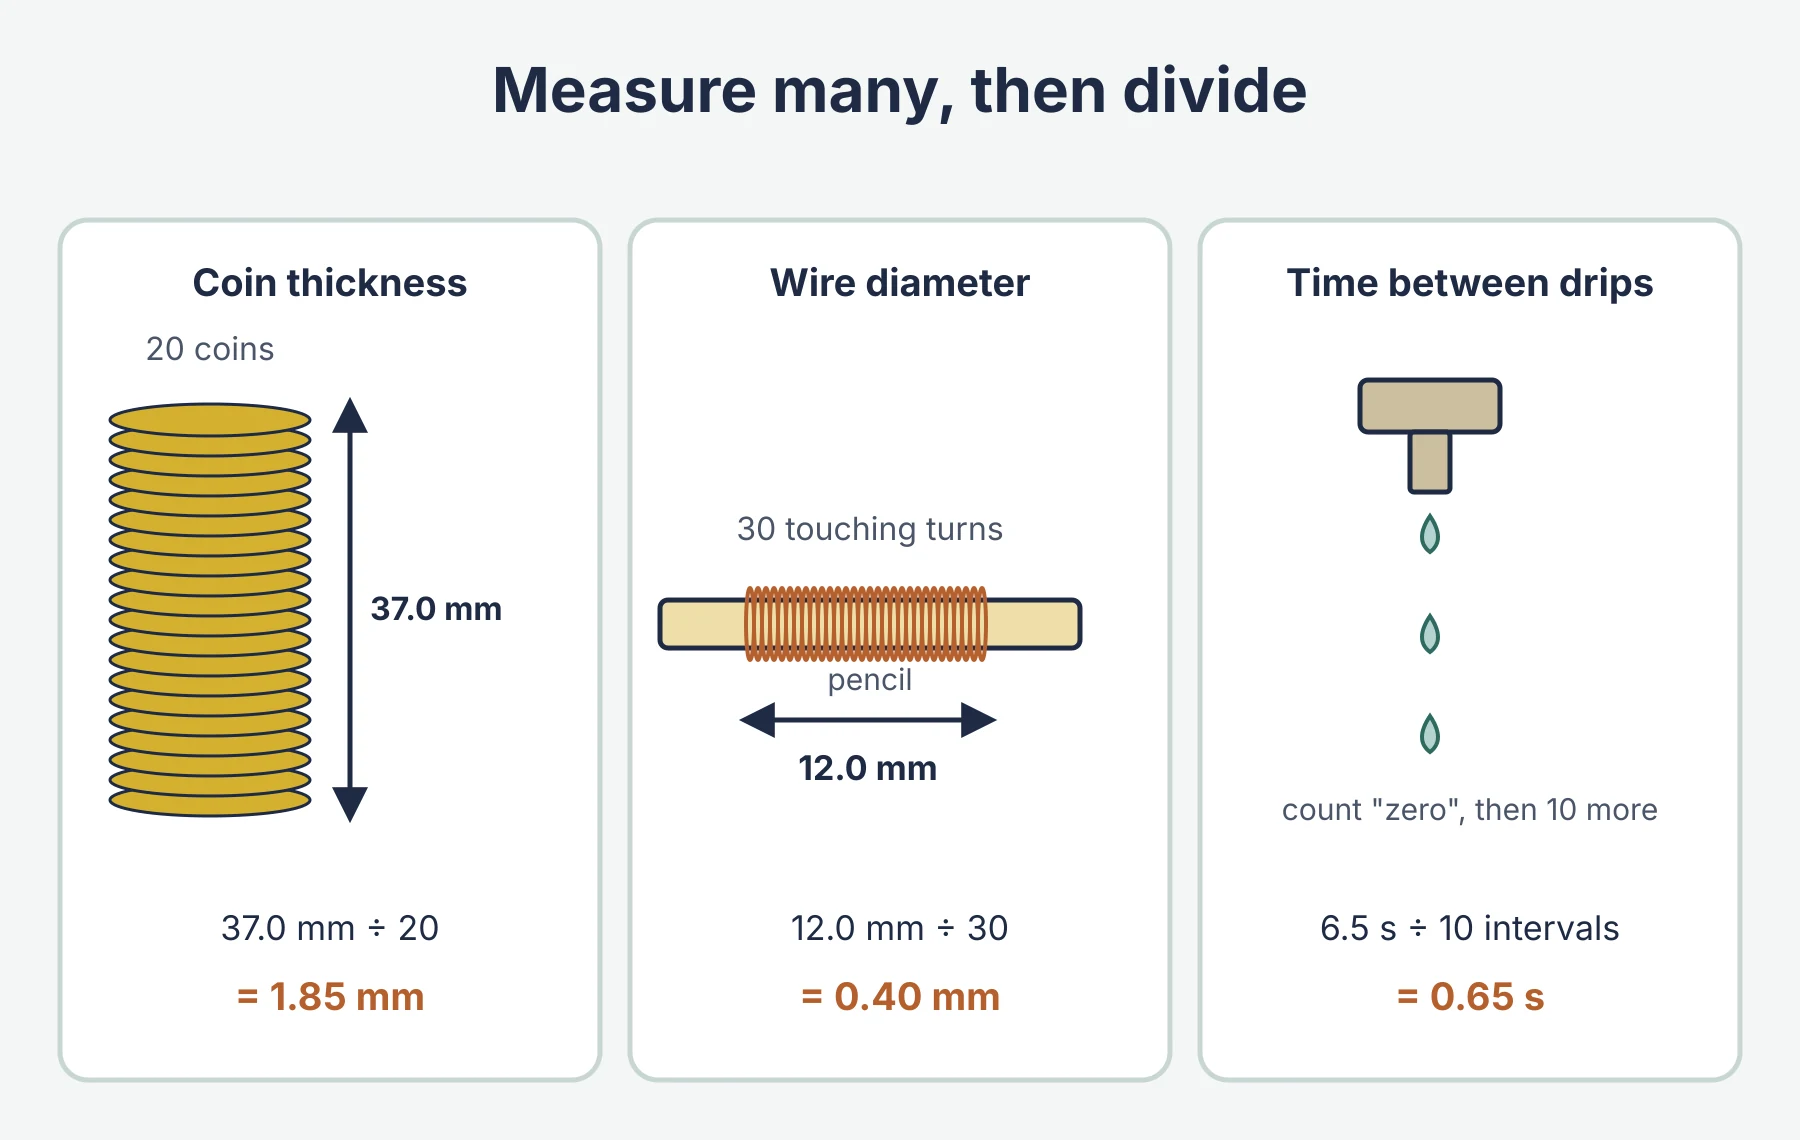 Measure many, then divide
Coin thickness
20 coins
37.0 mm
37.0 mm ÷ 20
= 1.85 mm
Wire diameter
30 touching turns
pencil
12.0 mm
12.0 mm ÷ 30
= 0.40 mm
Time between drips
count "zero", then 10 more
6.5 s ÷ 10 intervals
= 0.65 s